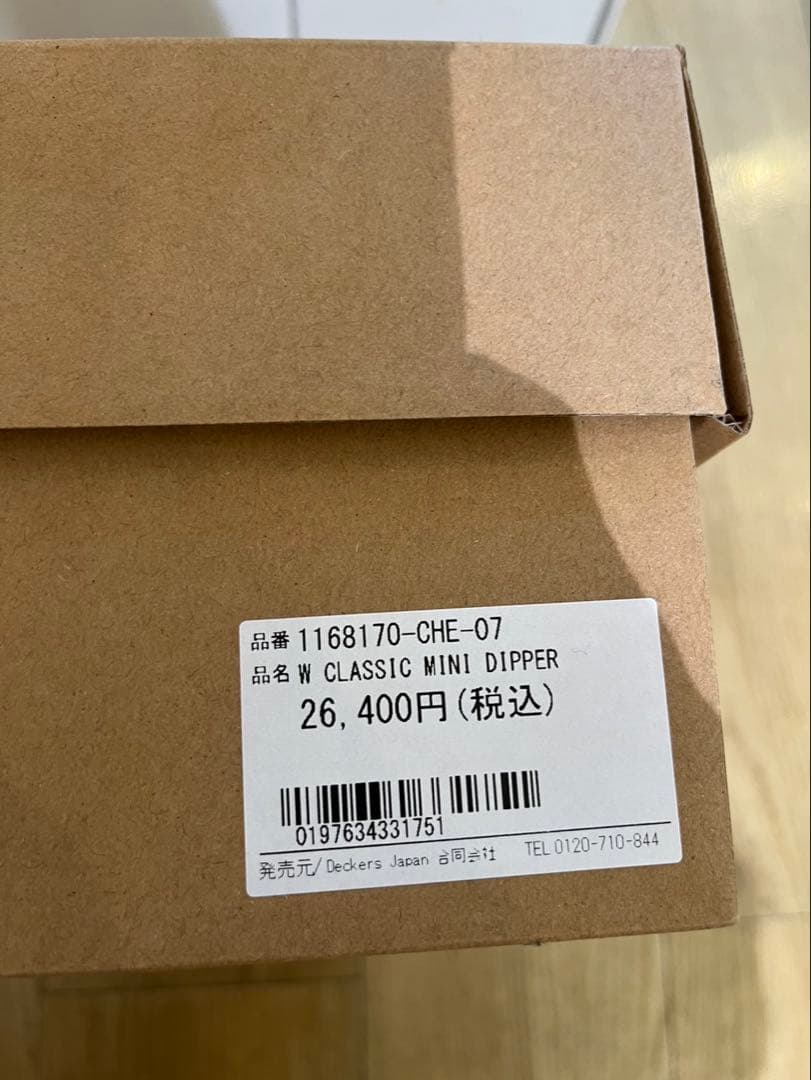 品番 1168170-CHE-07
品名 W CLASSIC MINI DIPPER
26,400円(税込)
0197634331751
発売元/Deckers Japan 合同会社 TEL 0120-710-844